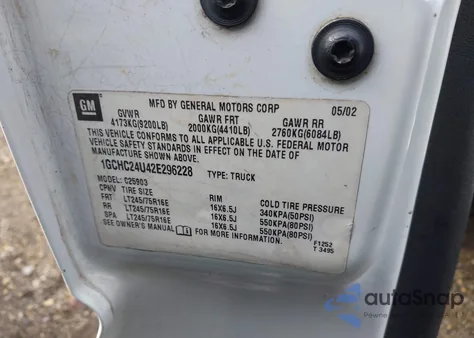 GM
MFD BY GENERAL MOTORS CORP 05/02
GVWR GAWR FRT GAWR RR
4173KG(9200LB) 2000KG(4410LB) 2760KG(6084LB)
THIS VEHICLE CONFORMS TO ALL APPLICABLE U.S. FEDERAL MOTOR
VEHICLE SAFETY STANDARDS IN EFFECT ON THE DATE OF
MANUFACTURE SHOWN ABOVE.
1GCHC24U42E296228 TYPE: TRUCK
MODEL: C25903
CPMV TIRE SIZE RIM COLD TIRE PRESSURE
FRT LT245/75R16E 16X6.5J 340KPA(50PSI)
RR LT245/75R16E 16X6.5J 550KPA(80PSI)
SPA LT245/75R16E 16X6.5J 550KPA(80PSI)
SEE OWNER'S MANUAL FOR MORE INFORMATION.
F1252
T 3495
autoSnap